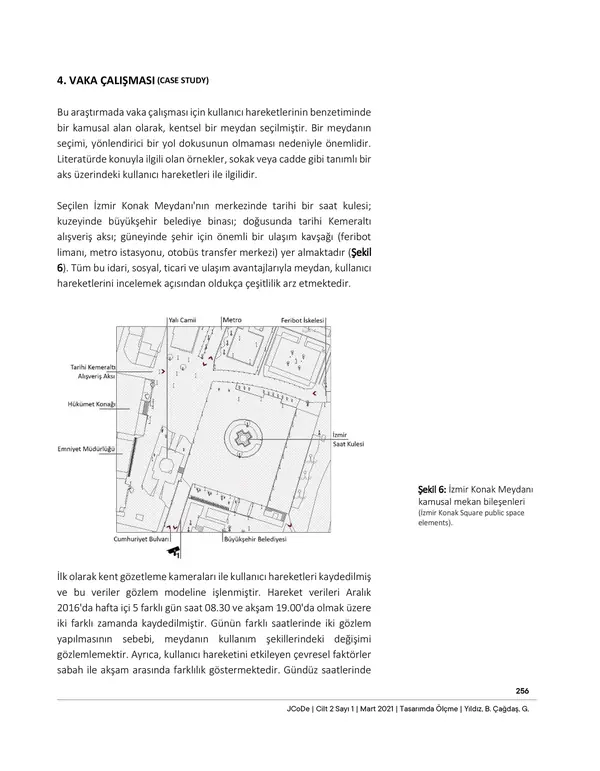 4. VAKA ÇALIŞMASI (CASE STUDY)
Bu araştırmada vaka çalışması için kullanıcı hareketlerinin benzetiminde
bir kamusal alan olarak, kentsel bir meydan seçilmiştir. Bir meydanın
seçimi, yönlendirici bir yol dokusunun olmaması nedeniyle önemlidir.
Literatürde konuyla ilgili olan örnekler, sokak veya cadde gibi tanımlı bir
aks üzerindeki kullanıcı hareketleri ile ilgilidir.
Seçilen İzmir Konak Meydanı'nın merkezinde tarihi bir saat kulesi;
kuzeyinde büyükşehir belediye binası; doğusunda tarihi Kemeraltı
alışveriş aksı; güneyinde şehir için önemli bir ulaşım kavşağı (feribot
limanı, metro istasyonu, otobüs transfer merkezi) yer almaktadır (Şekil
6). Tüm bu idari, sosyal, ticari ve ulaşım avantajlarıyla meydan, kullanıcı
hareketlerini incelemek açısından oldukça çeşitlilik arz etmektedir.
Yalı Camii
Metro
Feribot İskelesi
Tarihi Kemeraltı
Alışveriş Aksı
Hükümet Konağı
İzmir
Saat Kulesi
Emniyet Müdürlüğü
Cumhuriyet Bulvarı
Büyükşehir Belediyesi
Şekil 6: İzmir Konak Meydanı
kamusal mekan bileşenleri
(İzmir Konak Square public space
elements).
İlk olarak kent gözetleme kameraları ile kullanıcı hareketleri kaydedilmiş
ve bu veriler gözlem modeline işlenmiştir. Hareket verileri Aralık
2016'da hafta içi 5 farklı gün saat 08.30 ve akşam 19.00'da olmak üzere
iki farklı zamanda kaydedilmiştir. Günün farklı saatlerinde iki gözlem
yapılmasının sebebi, meydanın kullanım şekillerindeki değişimi
gözlemlemektir. Ayrıca, kullanıcı hareketini etkileyen çevresel faktörler
sabah ile akşam arasında farklılık göstermektedir. Gündüz saatlerinde
256
JCoDe | Cilt 2 Sayı 1 | Mart 2021 | Tasarımda Ölçme | Yıldız, B. Çağdaş, G.